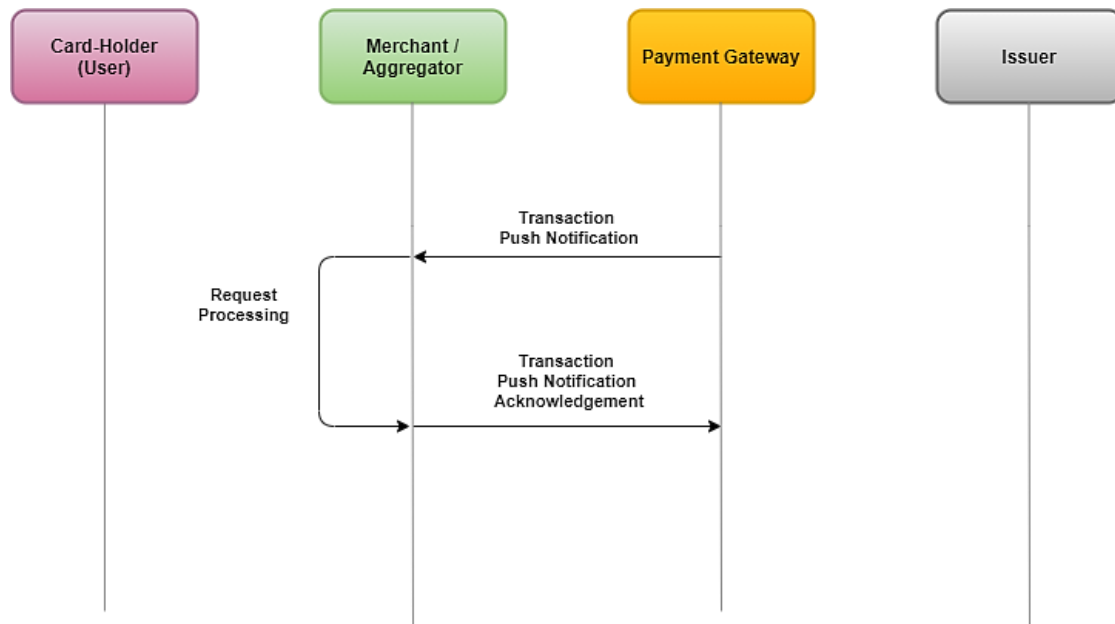 Card-Holder
(User)
Merchant /
Aggregator
Payment Gateway
Issuer
Transaction
Push Notification
Request
Processing
Transaction
Push Notification
Acknowledgement